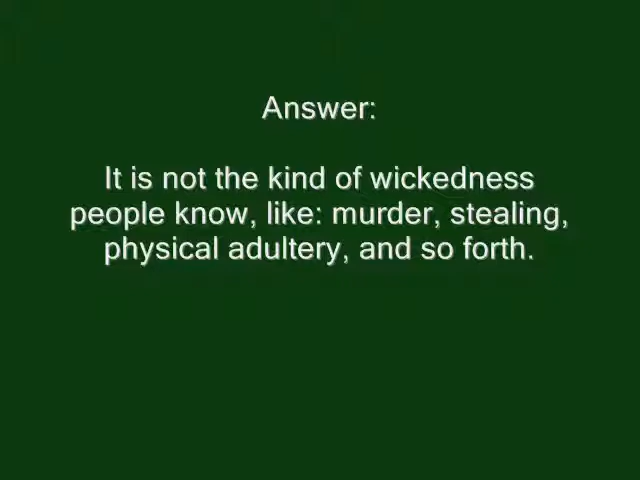 Answer:
It is not the kind of wickedness
people know, like: murder, stealing,
physical adultery, and so forth.